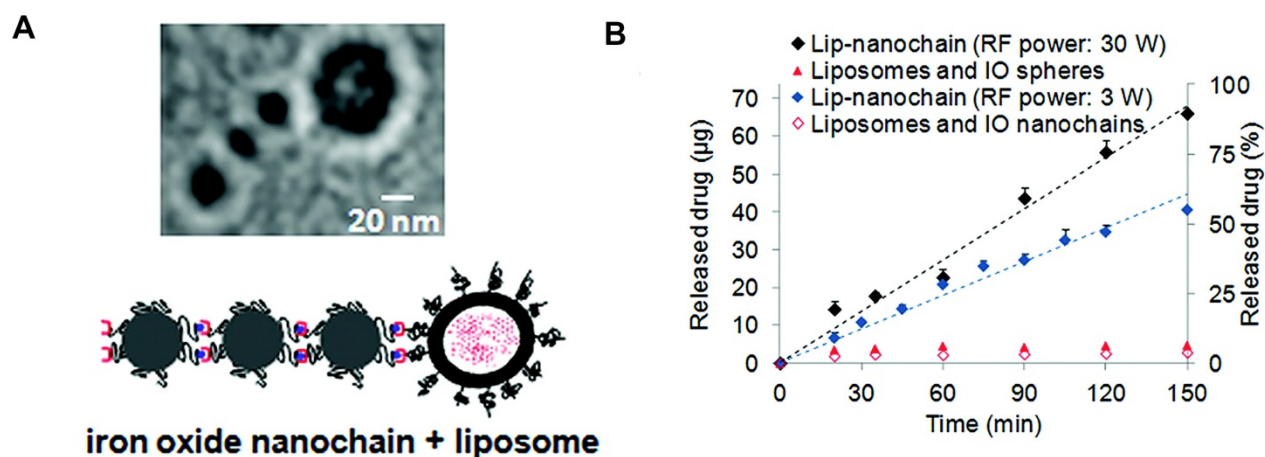 A
20 nm
iron oxide nanochain + liposome
B
Lip-nanochain (RF power: 30 W)
Liposomes and IO spheres
Lip-nanochain (RF power: 3 W)
Liposomes and IO nanochains
Released drug (µg)
70
60
50
40
30
20
10
0
100
75
50
25
0
Released drug (%)
0 30 60 90 120 150
Time (min)